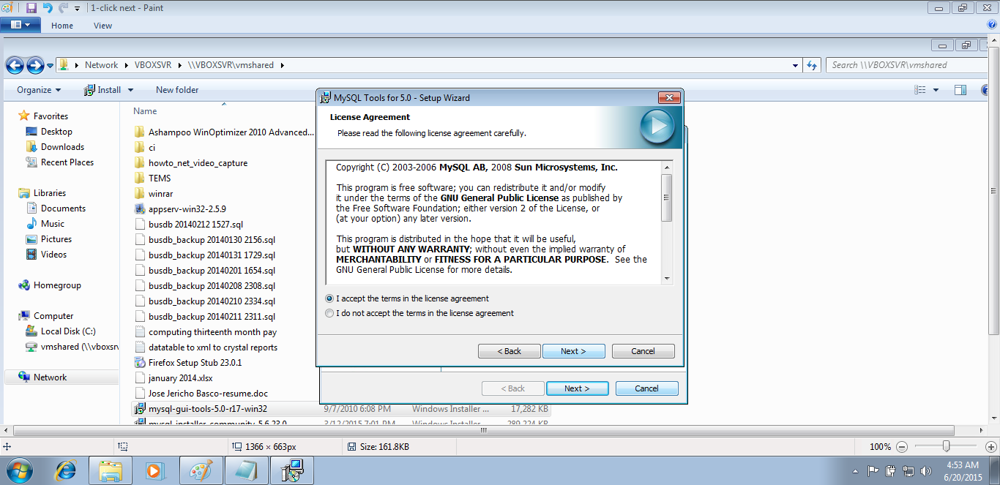 1-click next - Paint
Home
View
Network
VBOXSVR
\\VBOXSVR\vmshared
Search \\VBOXSVR\vmshared
Organize
Install
New folder
Favorites
Desktop
Downloads
Recent Places
Libraries
Documents
Music
Pictures
Videos
Homegroup
Computer
Local Disk (C:)
vmshared (\\vboxsrv
Network
Name
Ashampoo WinOptimizer 2010 Advanced...
ci
howto_net_video_capture
TEMS
winrar
appserv-win32-2.5.9
busdb 20140212 1527.sql
busdb_backup 20140130 2156.sql
busdb_backup 20140131 1729.sql
busdb_backup 20140201 1654.sql
busdb_backup 20140208 2308.sql
busdb_backup 20140210 2334.sql
busdb_backup 20140211 2311.sql
computing thirteenth month pay
datatable to xml to crystal reports
Firefox Setup Stub 23.0.1
january 2014.xlsx
Jose Jericho Basco-resume.doc
mysql-gui-tools-5.0-r17-win32 9/7/2010 6:08 PM Windows Installer ... 17,282 KB
mysql-installer-community-5.6.23.0 3/12/2015 7:01 PM Windows Installer 289,224 KB
MySQL Tools for 5.0 - Setup Wizard
License Agreement
Please read the following license agreement carefully.
Copyright (C) 2003-2006 MySQL AB, 2008 Sun Microsystems, Inc.
This program is free software; you can redistribute it and/or modify
it under the terms of the GNU General Public License as published by
the Free Software Foundation; either version 2 of the License, or
(at your option) any later version.
This program is distributed in the hope that it will be useful,
but WITHOUT ANY WARRANTY; without even the implied warranty of
MERCHANTABILITY or FITNESS FOR A PARTICULAR PURPOSE. See the
GNU General Public License for more details.
I accept the terms in the license agreement
I do not accept the terms in the license agreement
< Back
Next >
Cancel
< Back
Next >
Cancel
1366 × 663px
Size: 161.8KB
100%
4:53 AM
6/20/2015